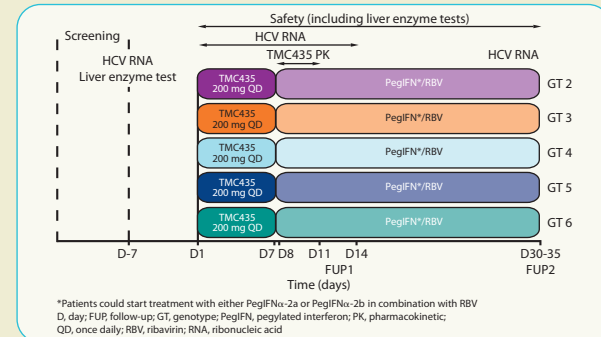 Safety (including liver enzyme tests)
Screening
HCV RNA
HCV RNA
Liver enzyme test
TMC435 PK
HCV RNA
TMC435
200 mg QD
PegIFN*/RBV
GT 2
TMC435
200 mg QD
PegIFN*/RBV
GT 3
TMC435
200 mg QD
PegIFN*/RBV
GT 4
TMC435
200 mg QD
PegIFN*/RBV
GT 5
TMC435
200 mg QD
PegIFN*/RBV
GT 6
D-7 D1 D7 D8 D11 D14 D30-35
FUP1 FUP2
Time (days)
*Patients could start treatment with either PegIFNα-2a or PegIFNα-2b in combination with RBV
D, day; FUP, follow-up; GT, genotype; PegIFN, pegylated interferon; PK, pharmacokinetic;
QD, once daily; RBV, ribavirin; RNA, ribonucleic acid